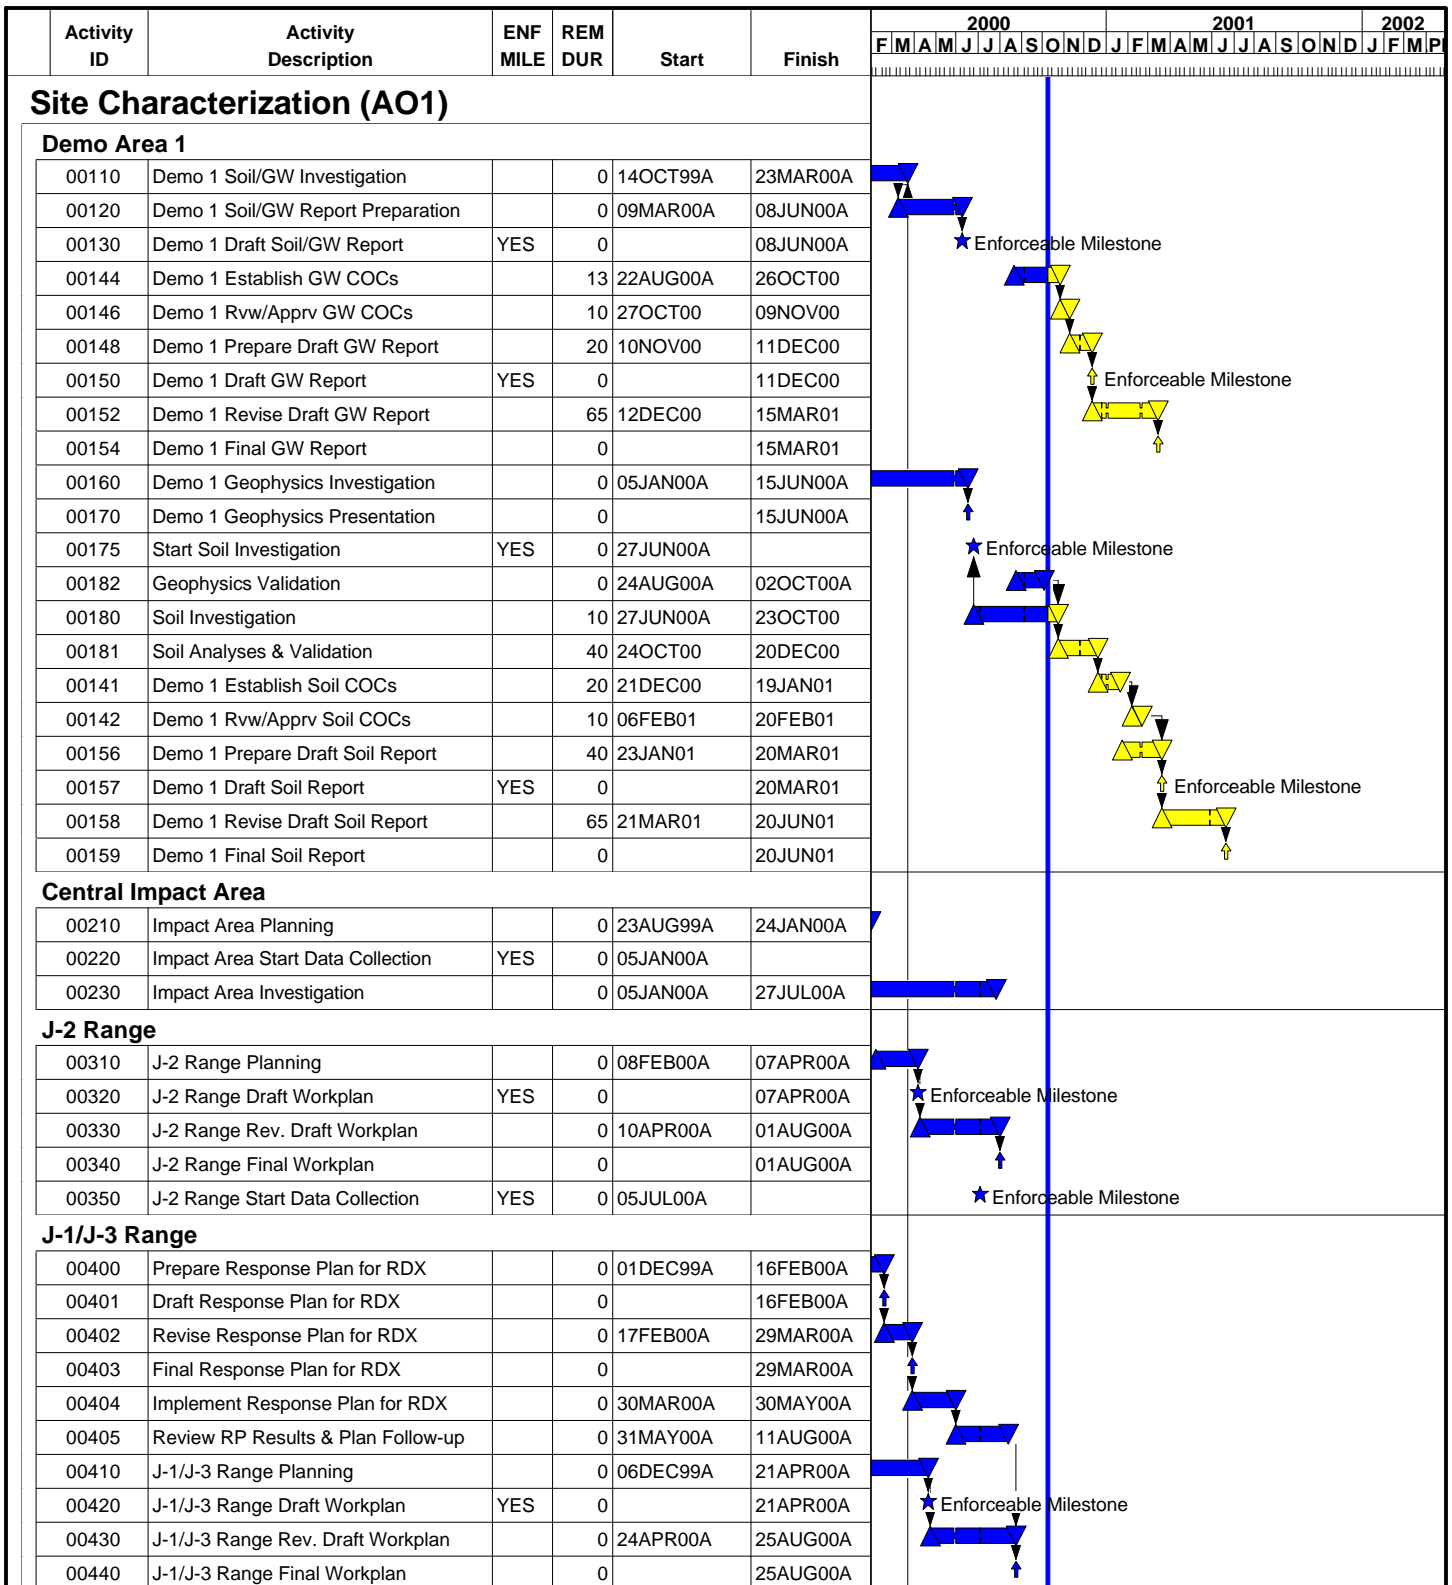 Activity ID Activity Description ENF MILE REM DUR Start Finish 2000 2001 2002
F M A M J J A S O N D J F M A M J J A S O N D J F M
Site Characterization (AO1)
Demo Area 1
00110 Demo 1 Soil/GW Investigation 0 14OCT99A 23MAR00A
00120 Demo 1 Soil/GW Report Preparation 0 09MAR00A 08JUN00A
00130 Demo 1 Draft Soil/GW Report YES 0 08JUN00A Enforceable Milestone
00144 Demo 1 Establish GW COCs 13 22AUG00A 26OCT00
00146 Demo 1 Rvw/Apprv GW COCs 10 27OCT00 09NOV00
00148 Demo 1 Prepare Draft GW Report 20 10NOV00 11DEC00
00150 Demo 1 Draft GW Report YES 0 11DEC00 Enforceable Milestone
00152 Demo 1 Revise Draft GW Report 65 12DEC00 15MAR01
00154 Demo 1 Final GW Report 0 15MAR01
00160 Demo 1 Geophysics Investigation 0 05JAN00A 15JUN00A
00170 Demo 1 Geophysics Presentation 0 15JUN00A
00175 Start Soil Investigation YES 0 27JUN00A Enforceable Milestone
00182 Geophysics Validation 0 24AUG00A 02OCT00A
00180 Soil Investigation 10 27JUN00A 23OCT00
00181 Soil Analyses & Validation 40 24OCT00 20DEC00
00141 Demo 1 Establish Soil COCs 20 21DEC00 19JAN01
00142 Demo 1 Rvw/Apprv Soil COCs 10 06FEB01 20FEB01
00156 Demo 1 Prepare Draft Soil Report 40 23JAN01 20MAR01
00157 Demo 1 Draft Soil Report YES 0 20MAR01 Enforceable Milestone
00158 Demo 1 Revise Draft Soil Report 65 21MAR01 20JUN01
00159 Demo 1 Final Soil Report 0 20JUN01
Central Impact Area
00210 Impact Area Planning 0 23AUG99A 24JAN00A
00220 Impact Area Start Data Collection YES 0 05JAN00A
00230 Impact Area Investigation 0 05JAN00A 27JUL00A
J-2 Range
00310 J-2 Range Planning 0 08FEB00A 07APR00A
00320 J-2 Range Draft Workplan YES 0 07APR00A Enforceable Milestone
00330 J-2 Range Rev. Draft Workplan 0 10APR00A 01AUG00A
00340 J-2 Range Final Workplan 0 01AUG00A
00350 J-2 Range Start Data Collection YES 0 05JUL00A Enforceable Milestone
J-1/J-3 Range
00400 Prepare Response Plan for RDX 0 01DEC99A 16FEB00A
00401 Draft Response Plan for RDX 0 16FEB00A
00402 Revise Response Plan for RDX 0 17FEB00A 29MAR00A
00403 Final Response Plan for RDX 0 29MAR00A
00404 Implement Response Plan for RDX 0 30MAR00A 30MAY00A
00405 Review RP Results & Plan Follow-up 0 31MAY00A 11AUG00A
00410 J-1/J-3 Range Planning 0 06DEC99A 21APR00A
00420 J-1/J-3 Range Draft Workplan YES 0 21APR00A Enforceable Milestone
00430 J-1/J-3 Range Rev. Draft Workplan 0 24APR00A 25AUG00A
00440 J-1/J-3 Range Final Workplan 0 25AUG00A